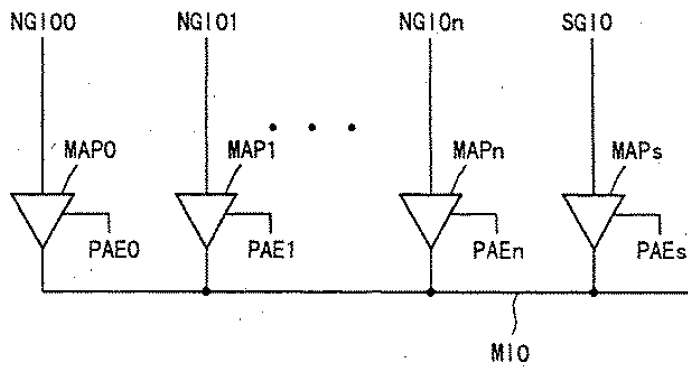 NGIO0 NGIO1 NGIOn SGIO
MAP0 MAP1 MAPn MAPs
PAE0 PAE1 PAEn PAEs
MIO